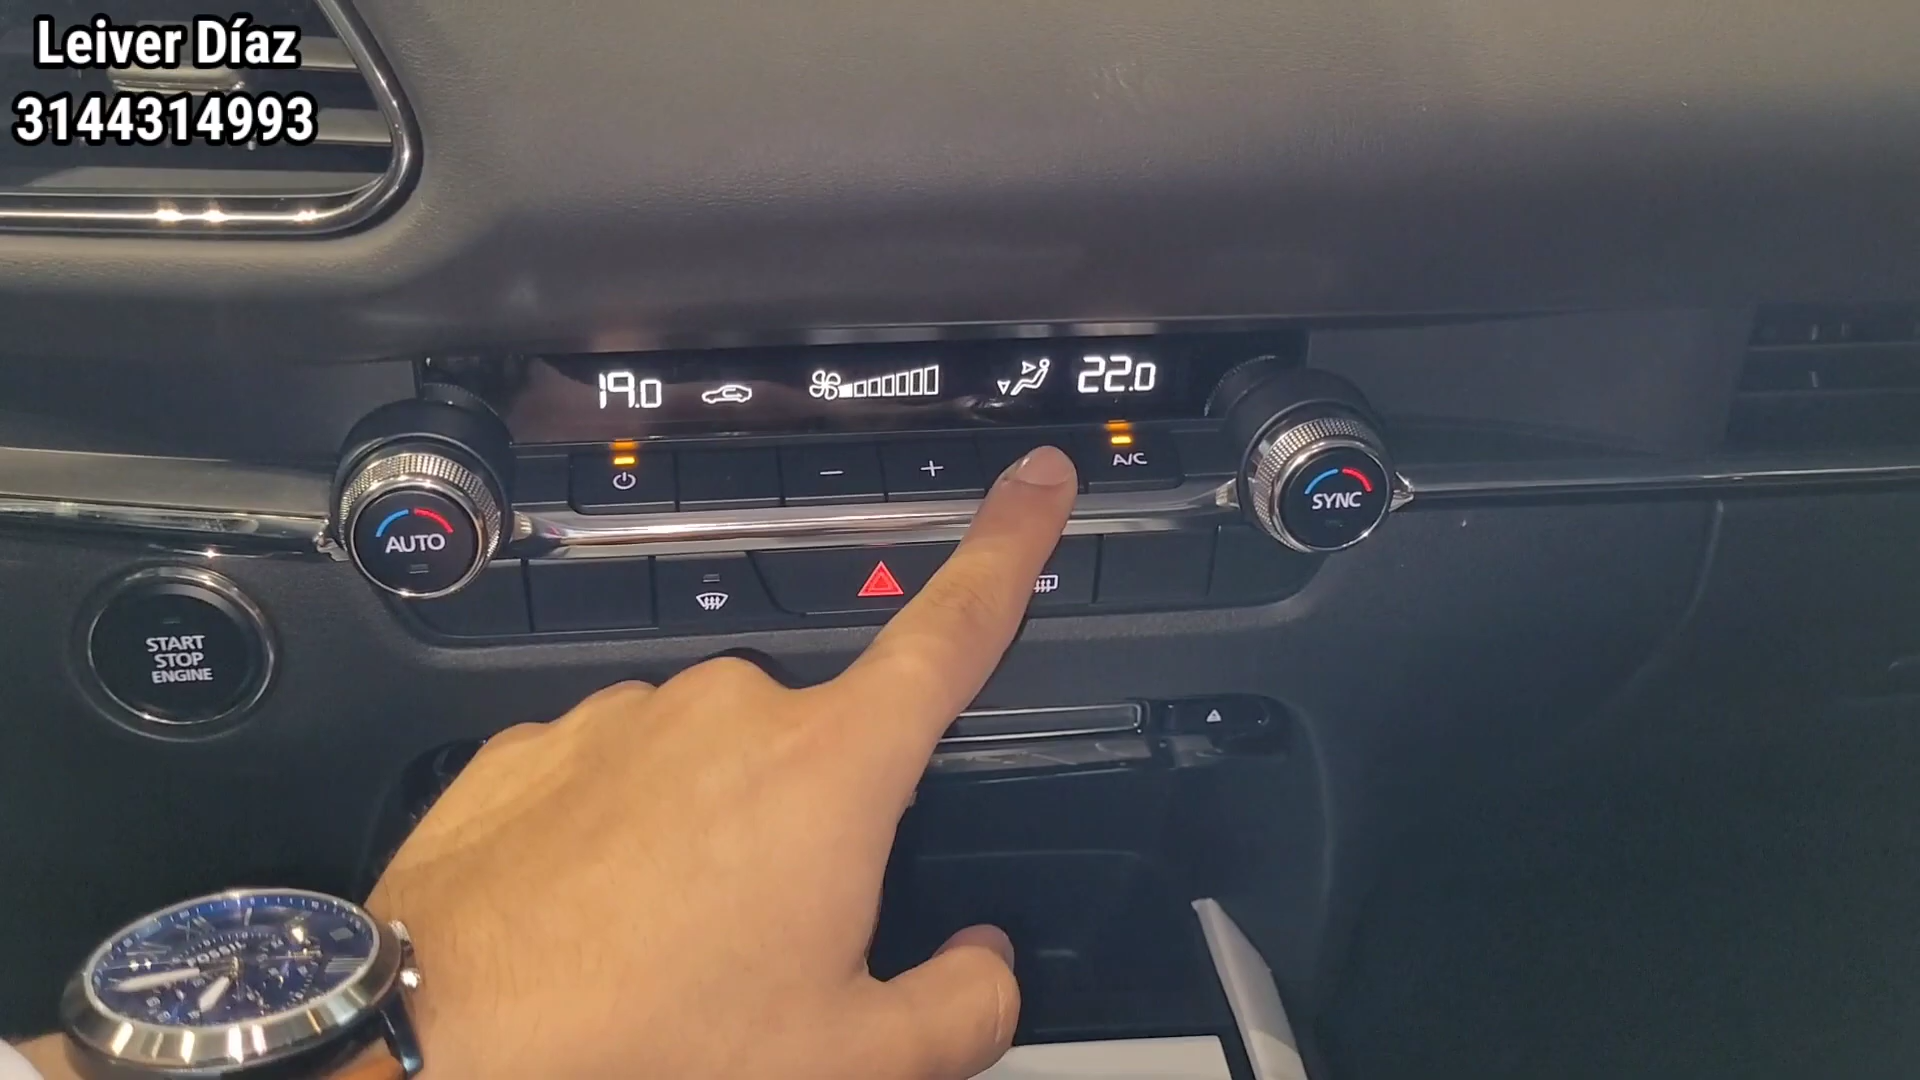 Leiver Díaz
3144314993
19.0
22.0
− + A/C
AUTO
SYNC
START
STOP
ENGINE
FOSSIL